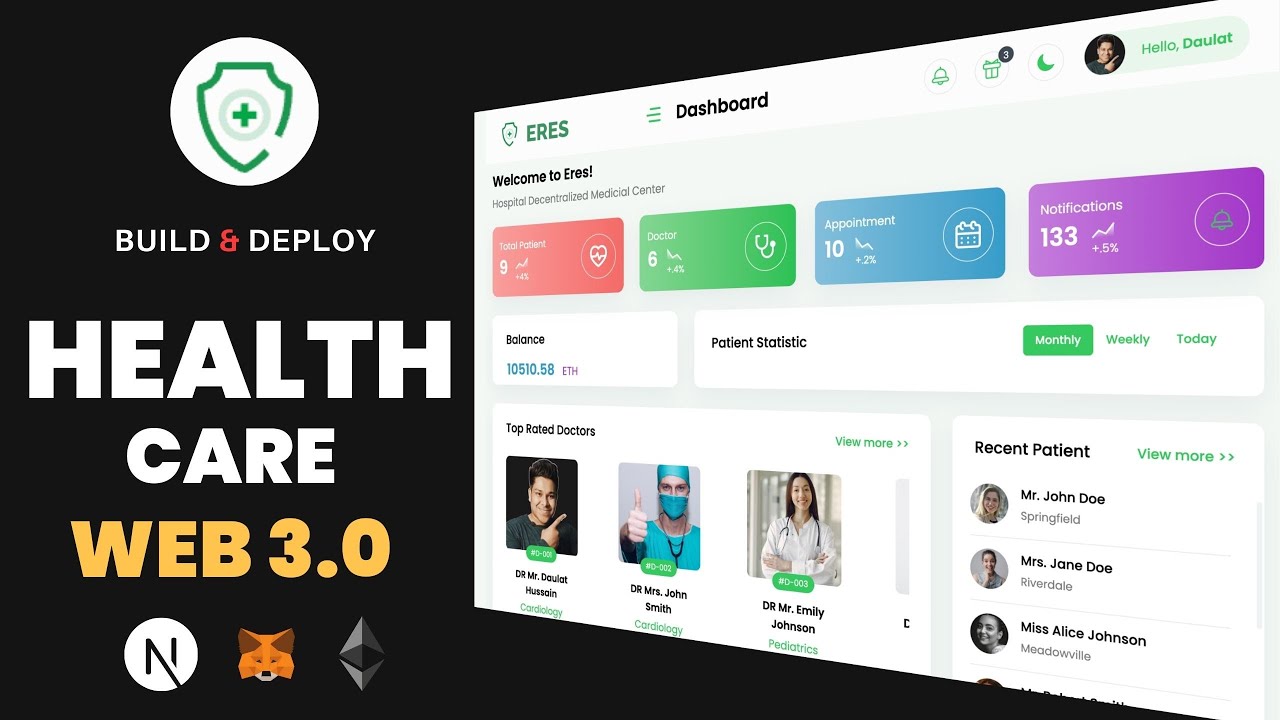 BUILD & DEPLOY
HEALTH
CARE
WEB 3.0
N
ERES
Dashboard
3
Hello, Daulat
Welcome to Eres!
Hospital Decentralized Medicial Center
Total Patient
9
+4%
Doctor
6
+.4%
Appointment
10
+.2%
Notifications
133
+.5%
Balance
10510.58 ETH
Patient Statistic
Monthly
Weekly
Today
Top Rated Doctors
View more >>
#D-001
DR Mr. Daulat
Hussain
Cardiology
#D-002
DR Mrs. John
Smith
Cardiology
#D-003
DR Mr. Emily
Johnson
Pediatrics
D
Recent Patient
View more >>
Mr. John Doe
Springfield
Mrs. Jane Doe
Riverdale
Miss Alice Johnson
Meadowville